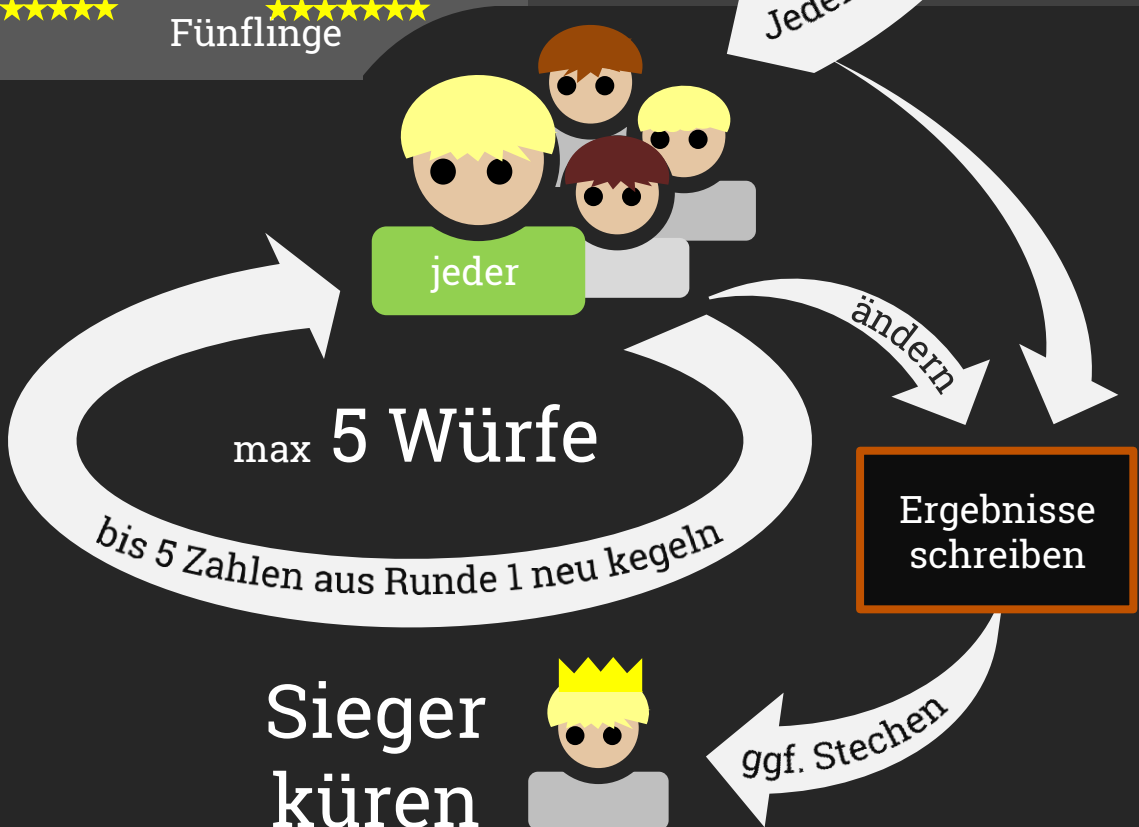 Fünflinge
Jeder
jeder
ändern
max 5 Würfe
bis 5 Zahlen aus Runde 1 neu kegeln
Ergebnisse
schreiben
ggf. Stechen
Sieger
küren